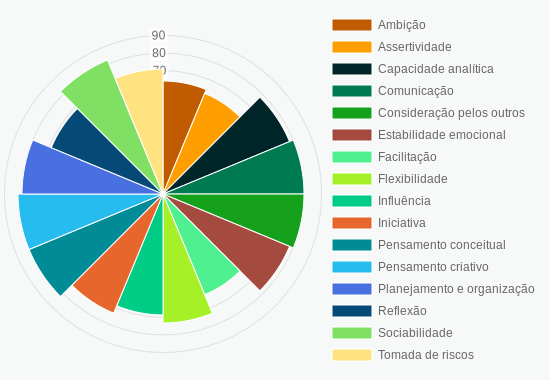 90
80
70
Ambição
Assertividade
Capacidade analítica
Comunicação
Consideração pelos outros
Estabilidade emocional
Facilitação
Flexibilidade
Influência
Iniciativa
Pensamento conceitual
Pensamento criativo
Planejamento e organização
Reflexão
Sociabilidade
Tomada de riscos